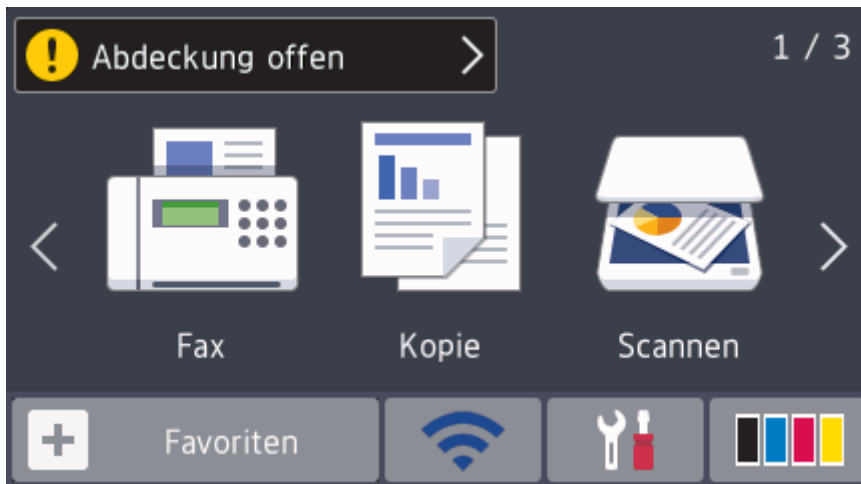 Abdeckung offen
1 / 3
Fax
Kopie
Scannen
Favoriten